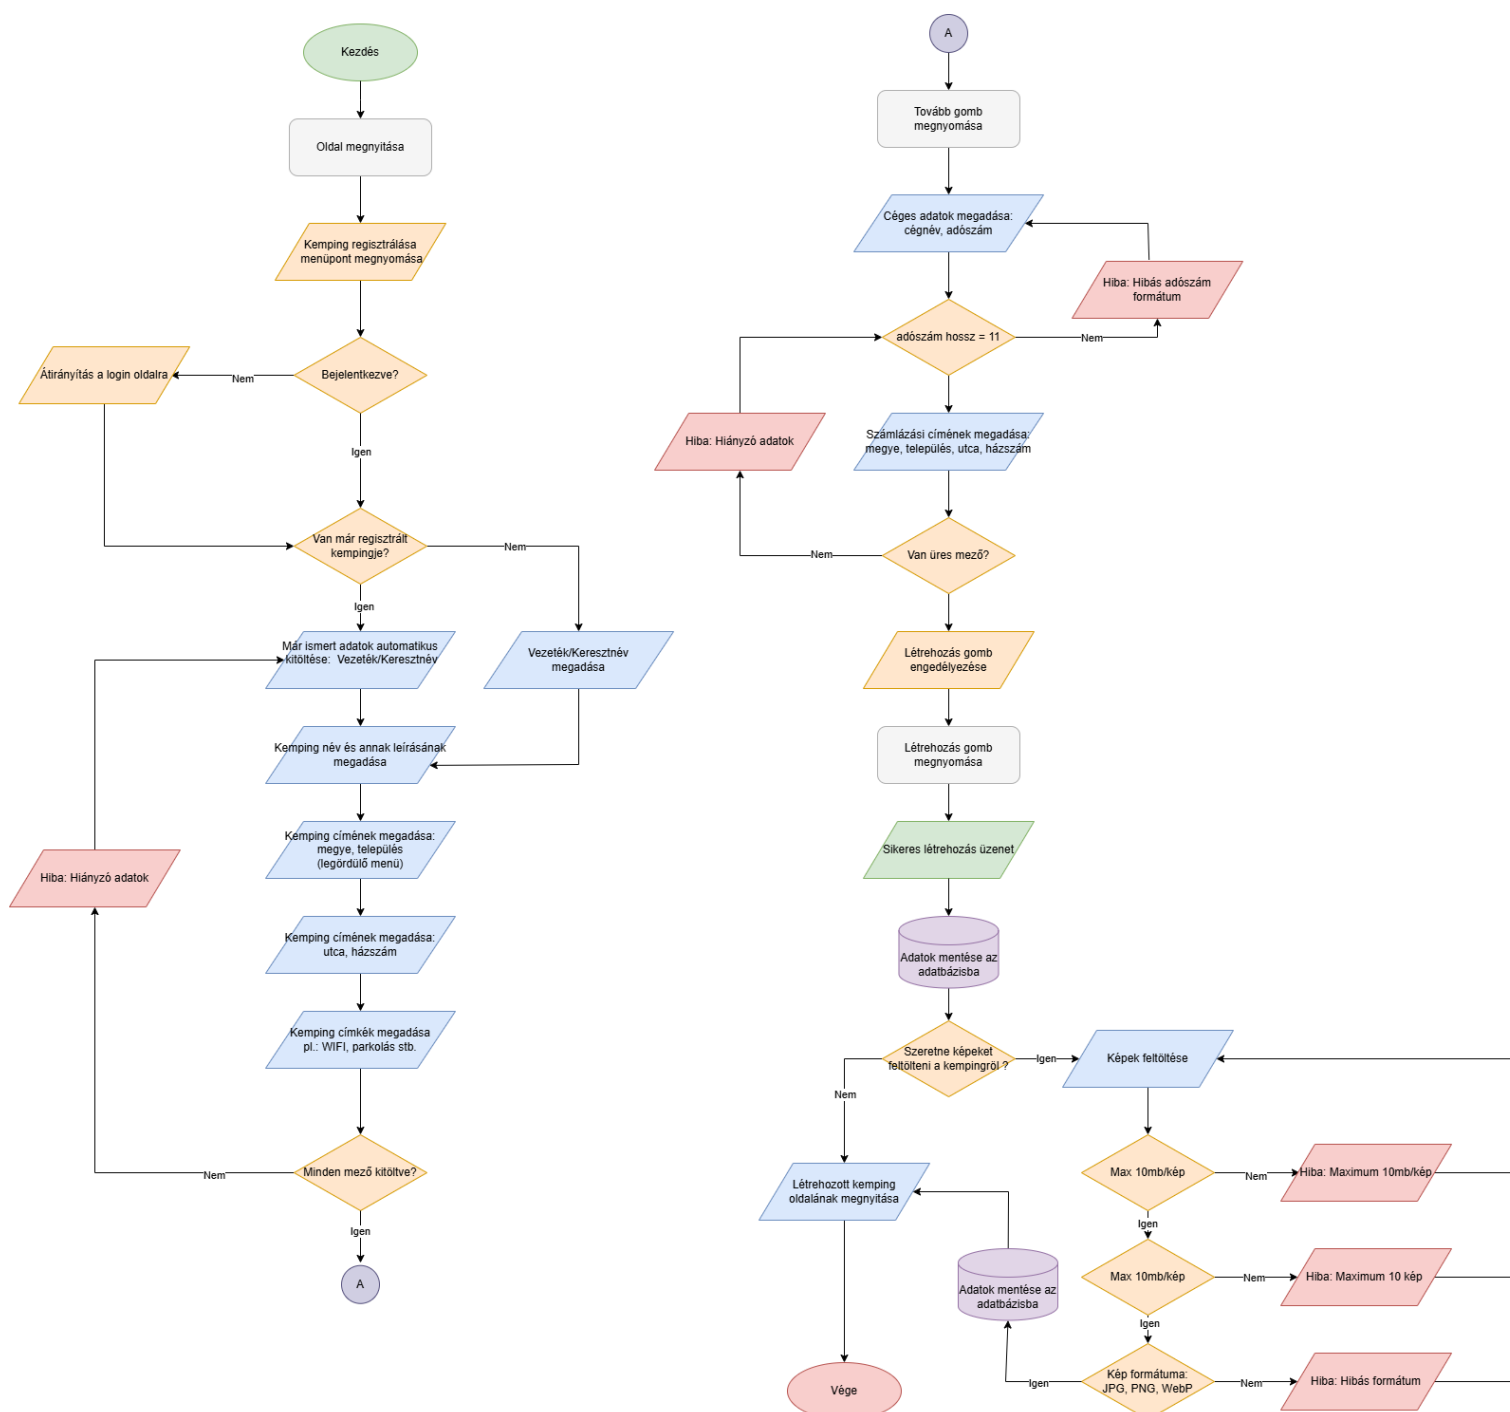 Kezdés
Oldal megnyitása
Kemping regisztrálása
menüpont megnyomása
Bejelentkezve?
Nem
Átirányítás a login oldalra
Igen
Van már regisztrált
kempingje?
Nem
Igen
Már ismert adatok automatikus
kitöltése:  Vezeték/Keresztnév
Vezeték/Keresztnév
megadása
Kemping név és annak leírásának
megadása
Kemping címének megadása:
megye, település
(legördülő menü)
Hiba: Hiányzó adatok
Kemping címének megadása:
utca, házszám
Kemping címkék megadása
pl.: WIFI, parkolás stb.
Minden mező kitöltve?
Nem
Igen
A
A
Tovább gomb
megnyomása
Céges adatok megadása:
cégnév, adószám
Hiba: Hibás adószám
formátum
adószám hossz = 11
Nem
Számlázási címének megadása:
megye, település, utca, házszám
Hiba: Hiányzó adatok
Van üres mező?
Nem
Létrehozás gomb
engedélyezése
Létrehozás gomb
megnyomása
Sikeres létrehozás üzenet
Adatok mentése az
adatbázisba
Szeretne képeket
feltölteni a kempingröl ?
Igen
Képek feltöltése
Nem
Max 10mb/kép
Nem
Hiba: Maximum 10mb/kép
Létrehozott kemping
oldalának megnyitása
Igen
Max 10mb/kép
Nem
Hiba: Maximum 10 kép
Adatok mentése az
adatbázisba
Igen
Kép formátuma:
JPG, PNG, WebP
Igen
Nem
Hiba: Hibás formátum
Vége